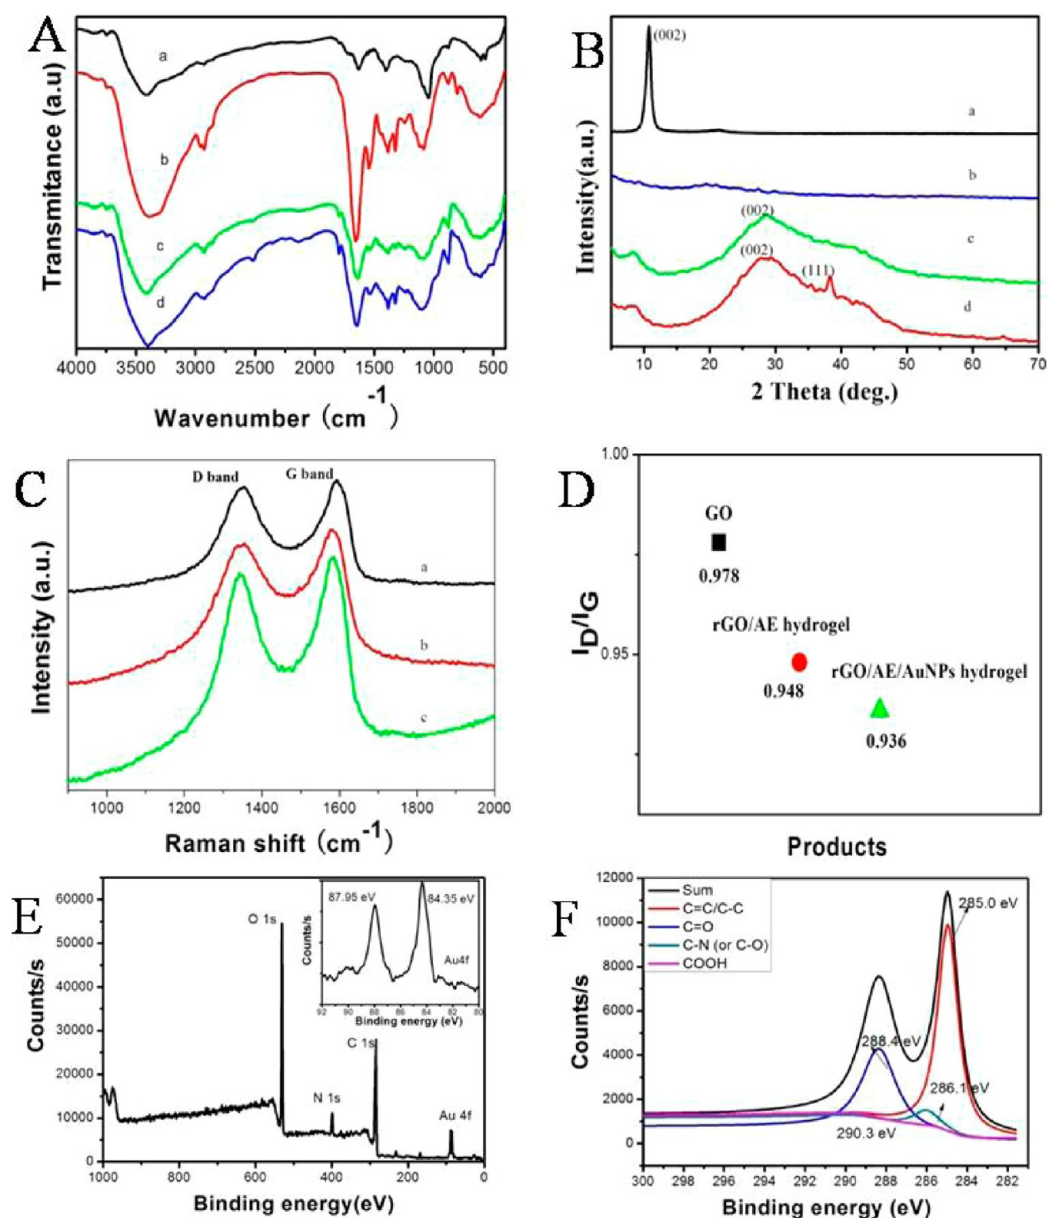 A
a
b
c
d
Transmitance (a.u)
4000 3500 3000 2500 2000 1500 1000 500
Wavenumber (cm-1)
B
(002)
a
b
(002)
c
(002)
(111)
d
Intensity(a.u.)
10 20 30 40 50 60 70
2 Theta (deg.)
C
D band
G band
a
b
c
Intensity (a.u.)
1000 1200 1400 1600 1800 2000
Raman shift (cm-1)
D
1.00
0.95
ID/IG
GO
0.978
rGO/AE hydrogel
0.948
rGO/AE/AuNPs hydrogel
0.936
Products
E
60000
50000
40000
30000
20000
10000
0
Counts/s
O 1s
N 1s
C 1s
Au 4f
87.95 eV
84.35 eV
Au4f
Counts/s
92 90 88 86 84 82 80
Binding energy (eV)
1000 800 600 400 200 0
Binding energy(eV)
F
12000
10000
8000
6000
4000
2000
0
Counts/s
Sum
C=C/C-C
C=O
C-N (or C-O)
COOH
285.0 eV
288.4 eV
286.1 eV
290.3 eV
300 298 296 294 292 290 288 286 284 282
Binding energy (eV)